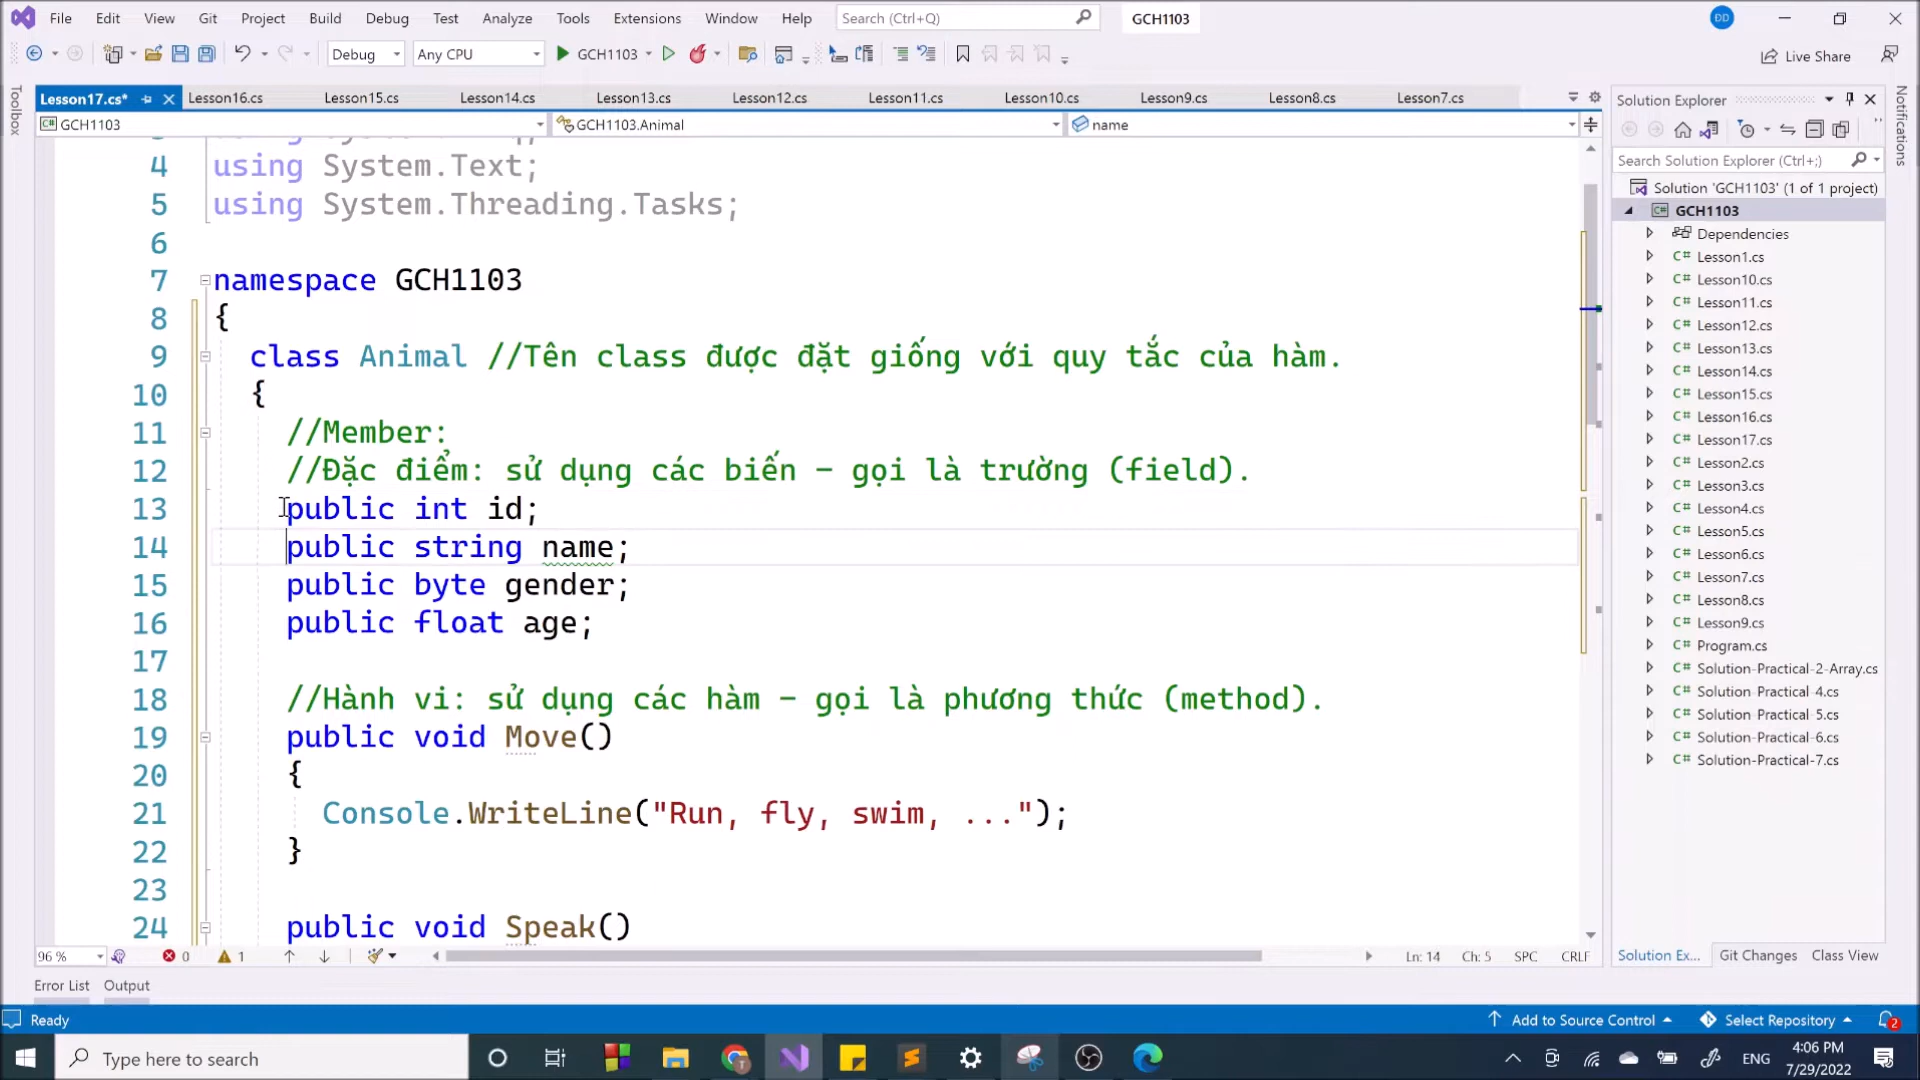 File Edit View Git Project Build Debug Test Analyze Tools Extensions Window Help Search (Ctrl+Q) GCH1103 ĐD
Debug Any CPU GCH1103 Live Share
Toolbox
Lesson17.cs* Lesson16.cs Lesson15.cs Lesson14.cs Lesson13.cs Lesson12.cs Lesson11.cs Lesson10.cs Lesson9.cs Lesson8.cs Lesson7.cs
GCH1103 GCH1103.Animal name
4 using System.Text;
5 using System.Threading.Tasks;
6
7 namespace GCH1103
8 {
9 class Animal //Tên class được đặt giống với quy tắc của hàm.
10 {
11 //Member:
12 //Đặc điểm: sử dụng các biến - gọi là trường (field).
13 public int id;
14 public string name;
15 public byte gender;
16 public float age;
17
18 //Hành vi: sử dụng các hàm - gọi là phương thức (method).
19 public void Move()
20 {
21 Console.WriteLine("Run, fly, swim, ...");
22 }
23
24 public void Speak()
96 % 0 1 Ln: 14 Ch: 5 SPC CRLF
Error List Output
Solution Explorer
Search Solution Explorer (Ctrl+;)
Solution 'GCH1103' (1 of 1 project)
GCH1103
Dependencies
C# Lesson1.cs
C# Lesson10.cs
C# Lesson11.cs
C# Lesson12.cs
C# Lesson13.cs
C# Lesson14.cs
C# Lesson15.cs
C# Lesson16.cs
C# Lesson17.cs
C# Lesson2.cs
C# Lesson3.cs
C# Lesson4.cs
C# Lesson5.cs
C# Lesson6.cs
C# Lesson7.cs
C# Lesson8.cs
C# Lesson9.cs
C# Program.cs
C# Solution-Practical-2-Array.cs
C# Solution-Practical-4.cs
C# Solution-Practical-5.cs
C# Solution-Practical-6.cs
C# Solution-Practical-7.cs
Solution Ex... Git Changes Class View
Notifications
Ready Add to Source Control Select Repository 2
Type here to search ENG 4:06 PM
7/29/2022